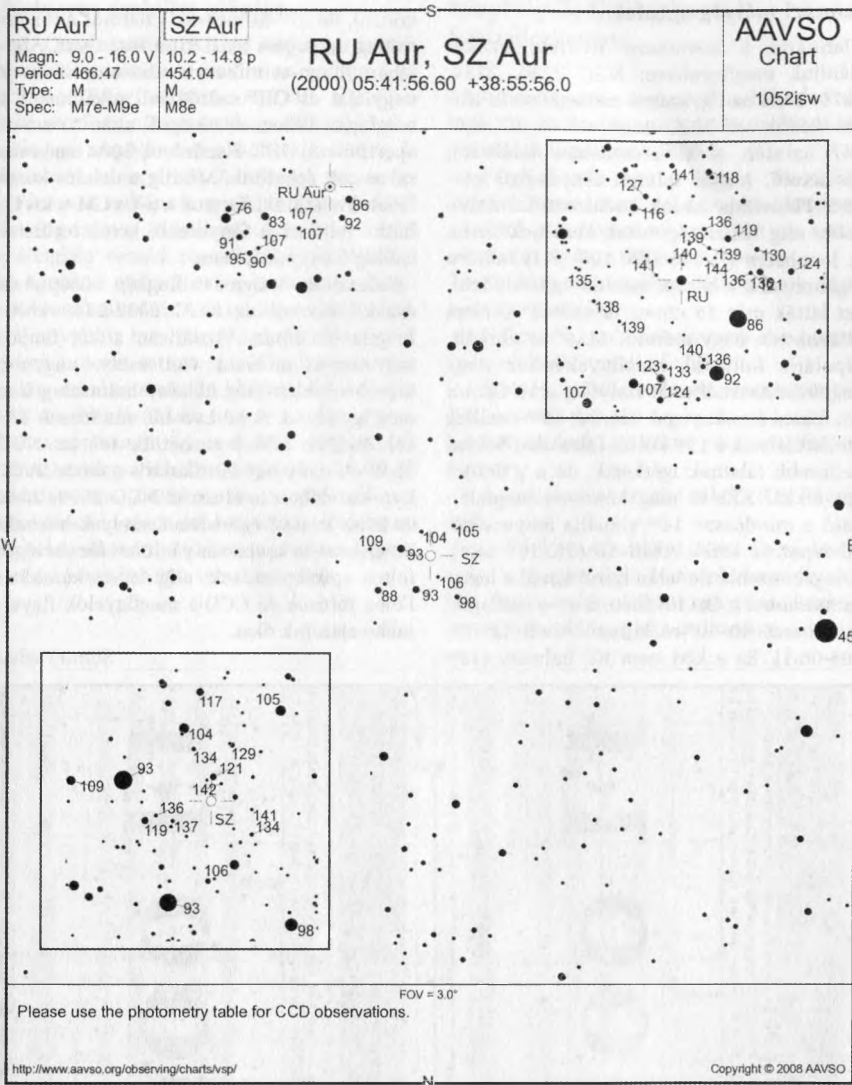 S
RU Aur
Magn: 9.0 - 16.0 V
Period: 466.47
Type: M
Spec: M7e-M9e
SZ Aur
10.2 - 14.8 p
454.04
M
M8e
RU Aur, SZ Aur
(2000) 05:41:56.60 +38:55:56.0
AAVSO
Chart
1052isw
RU Aur
76
83
107
107
86
92
91
107
95
90
127
141
118
116
136
139
119
140
139
130
124
135
141
144
136
136
121
RU
138
139
86
123
133
140
136
92
107
107
124
W
E
109
93
104
105
SZ
88
93
106
98
45
117
105
104
134
129
93
121
109
142
136
SZ
141
119
137
134
106
93
98
FOV = 3.0°
Please use the photometry table for CCD observations.
http://www.aavso.org/observing/charts/vsp/
N
Copyright © 2008 AAVSO